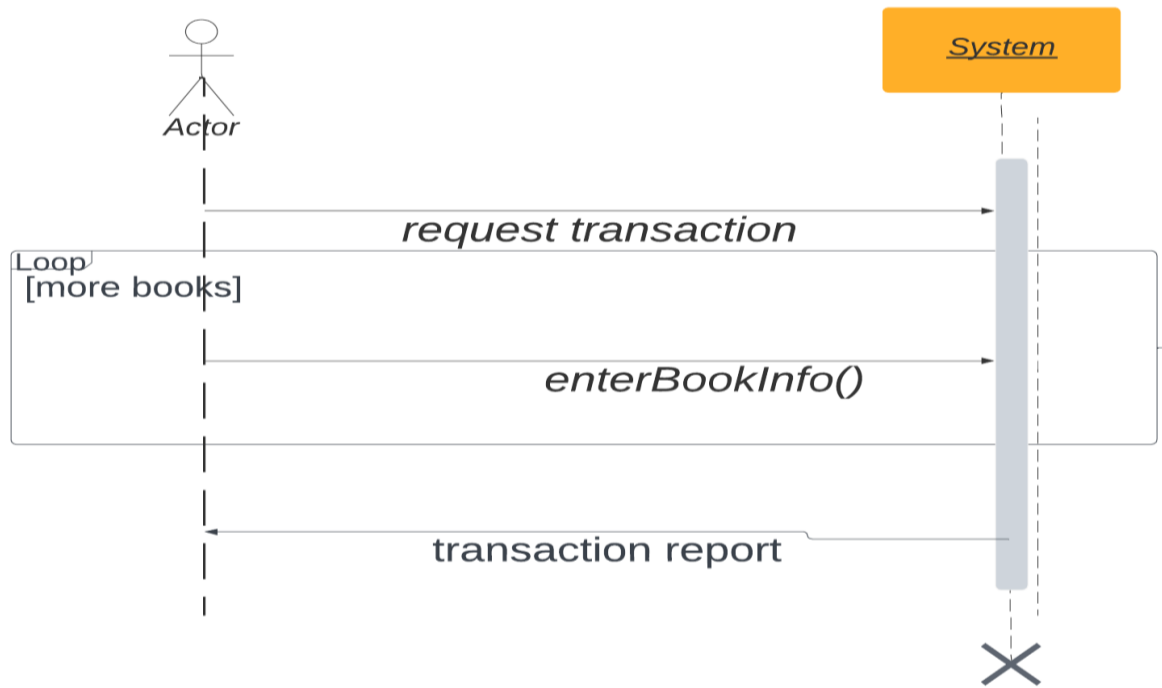 System
Actor
request transaction
Loop
[more books]
enterBookInfo()
transaction report